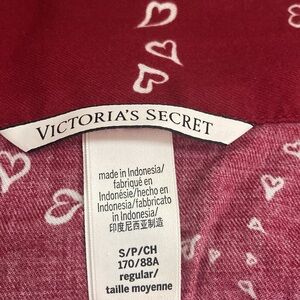 VICTORIA'S SECRET
made in Indonesia/
fabriqué en
Indonésie/hecho en
Indonesia/fabbricato
in Indonesia/
印度尼西亚制造
S/P/CH
170/88A
regular/
taille moyenne